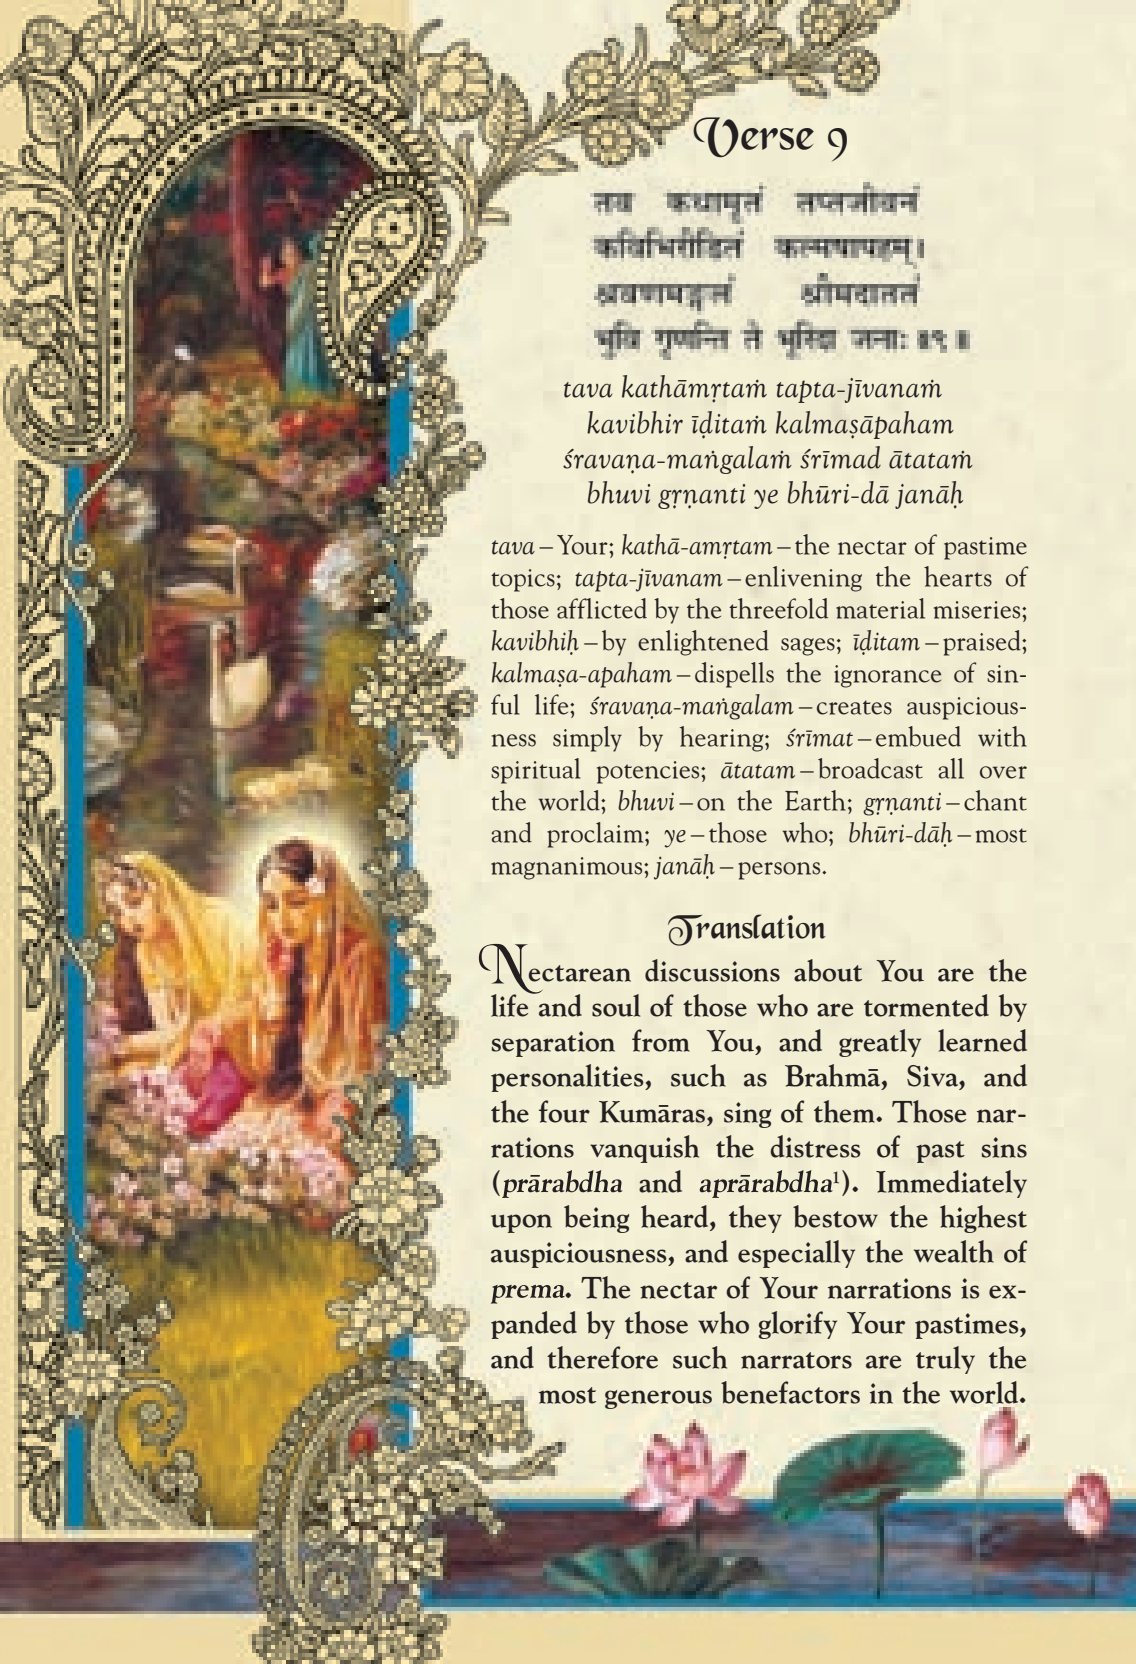 Verse 9
तव कथामृतं तप्तजीवनं
कविभिरीडितं कल्मषापहम्।
श्रवणमङ्गलं श्रीमदाततं
भुवि गृणन्ति ते भूरिदा जनाः ॥९॥
tava kathāmṛtaṁ tapta-jīvanaṁ
kavibhir īḍitaṁ kalmaṣāpaham
śravaṇa-maṅgalaṁ śrīmad ātataṁ
bhuvi gṛṇanti ye bhūri-dā janāḥ
tava – Your; kathā-amṛtam – the nectar of pastime
topics; tapta-jīvanam – enlivening the hearts of
those afflicted by the threefold material miseries;
kavibhiḥ – by enlightened sages; īḍitam – praised;
kalmaṣa-apaham – dispells the ignorance of sin-
ful life; śravaṇa-maṅgalam – creates auspicious-
ness simply by hearing; śrīmat – embued with
spiritual potencies; ātatam – broadcast all over
the world; bhuvi – on the Earth; gṛṇanti – chant
and proclaim; ye – those who; bhūri-dāḥ – most
magnanimous; janāḥ – persons.
Translation
Nectarean discussions about You are the
life and soul of those who are tormented by
separation from You, and greatly learned
personalities, such as Brahmā, Siva, and
the four Kumāras, sing of them. Those nar-
rations vanquish the distress of past sins
(prārabdha and aprārabdha¹). Immediately
upon being heard, they bestow the highest
auspiciousness, and especially the wealth of
prema. The nectar of Your narrations is ex-
panded by those who glorify Your pastimes,
and therefore such narrators are truly the
most generous benefactors in the world.